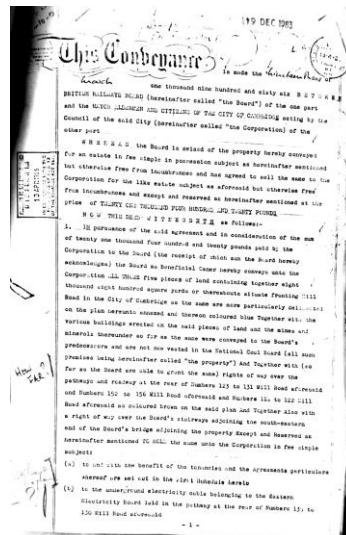 19 DEC 1983
This Conveyance is made the
March one thousand nine hundred and sixty six B E T W E E N
BRITISH RAILWAYS BOARD (hereinafter called "the Board") of the one part
and the MAYOR ALDERMEN AND CITIZENS OF THE CITY OF CAMBRIDGE acting by the
Council of the said City (hereinafter called "the Corporation") of the
other part
W H E R E A S the Board is seised of the property hereby conveyed
for an estate in fee simple in possession subject as hereinafter mentioned
but otherwise free from incumbrances and has agreed to sell the same to the
Corporation for the like estate subject as aforesaid but otherwise free
from incumbrances and except and reserved as hereinafter mentioned at the
price of TWENTY ONE THOUSAND FOUR HUNDRED AND TWENTY POUNDS
N O W THIS DEED W I T N E S S E T H as follows:-
1. IN pursuance of the said agreement and in consideration of the sum
of twenty one thousand four hundred and twenty pounds paid by the
Corporation to the Board (the receipt of which sum the Board hereby
acknowledges) the Board as Beneficial Owner hereby conveys unto the
Corporation ALL THOSE five pieces of land containing together eight
thousand eight hundred square yards or thereabouts situate fronting Mill
Road in the City of Cambridge as the same are more particularly delineated
on the plan hereunto annexed and thereon coloured blue Together with the
various buildings erected on the said pieces of land and the mines and
minerals thereunder so far as the same were conveyed to the Board's
predecessors and are not now vested in the National Coal Board (all such
premises being hereinafter called "the property") And Together with (so
far as the Board are able to grant the same) rights of way over the
pathways and roadway at the rear of Numbers 123 to 131 Mill Road aforesaid
and Numbers 152 to 156 Mill Road aforesaid and Numbers to 122 Mill
Road aforesaid as coloured brown on the said plan And Together Also with
a right of way over the Board's stairways adjoining the south-eastern
end of the Board's bridge adjoining the property Except and Reserved as
hereinafter mentioned TO HOLD the same unto the Corporation in fee simple
subject:
(a) to and with the benefit of the tenancies and the Agreements particulars
whereof are set out in the First Schedule hereto
(b) to the underground electricity cable belonging to the Eastern
Electricity Board laid in the pathway at the rear of Numbers to
150 Mill Road aforesaid
- 1 -